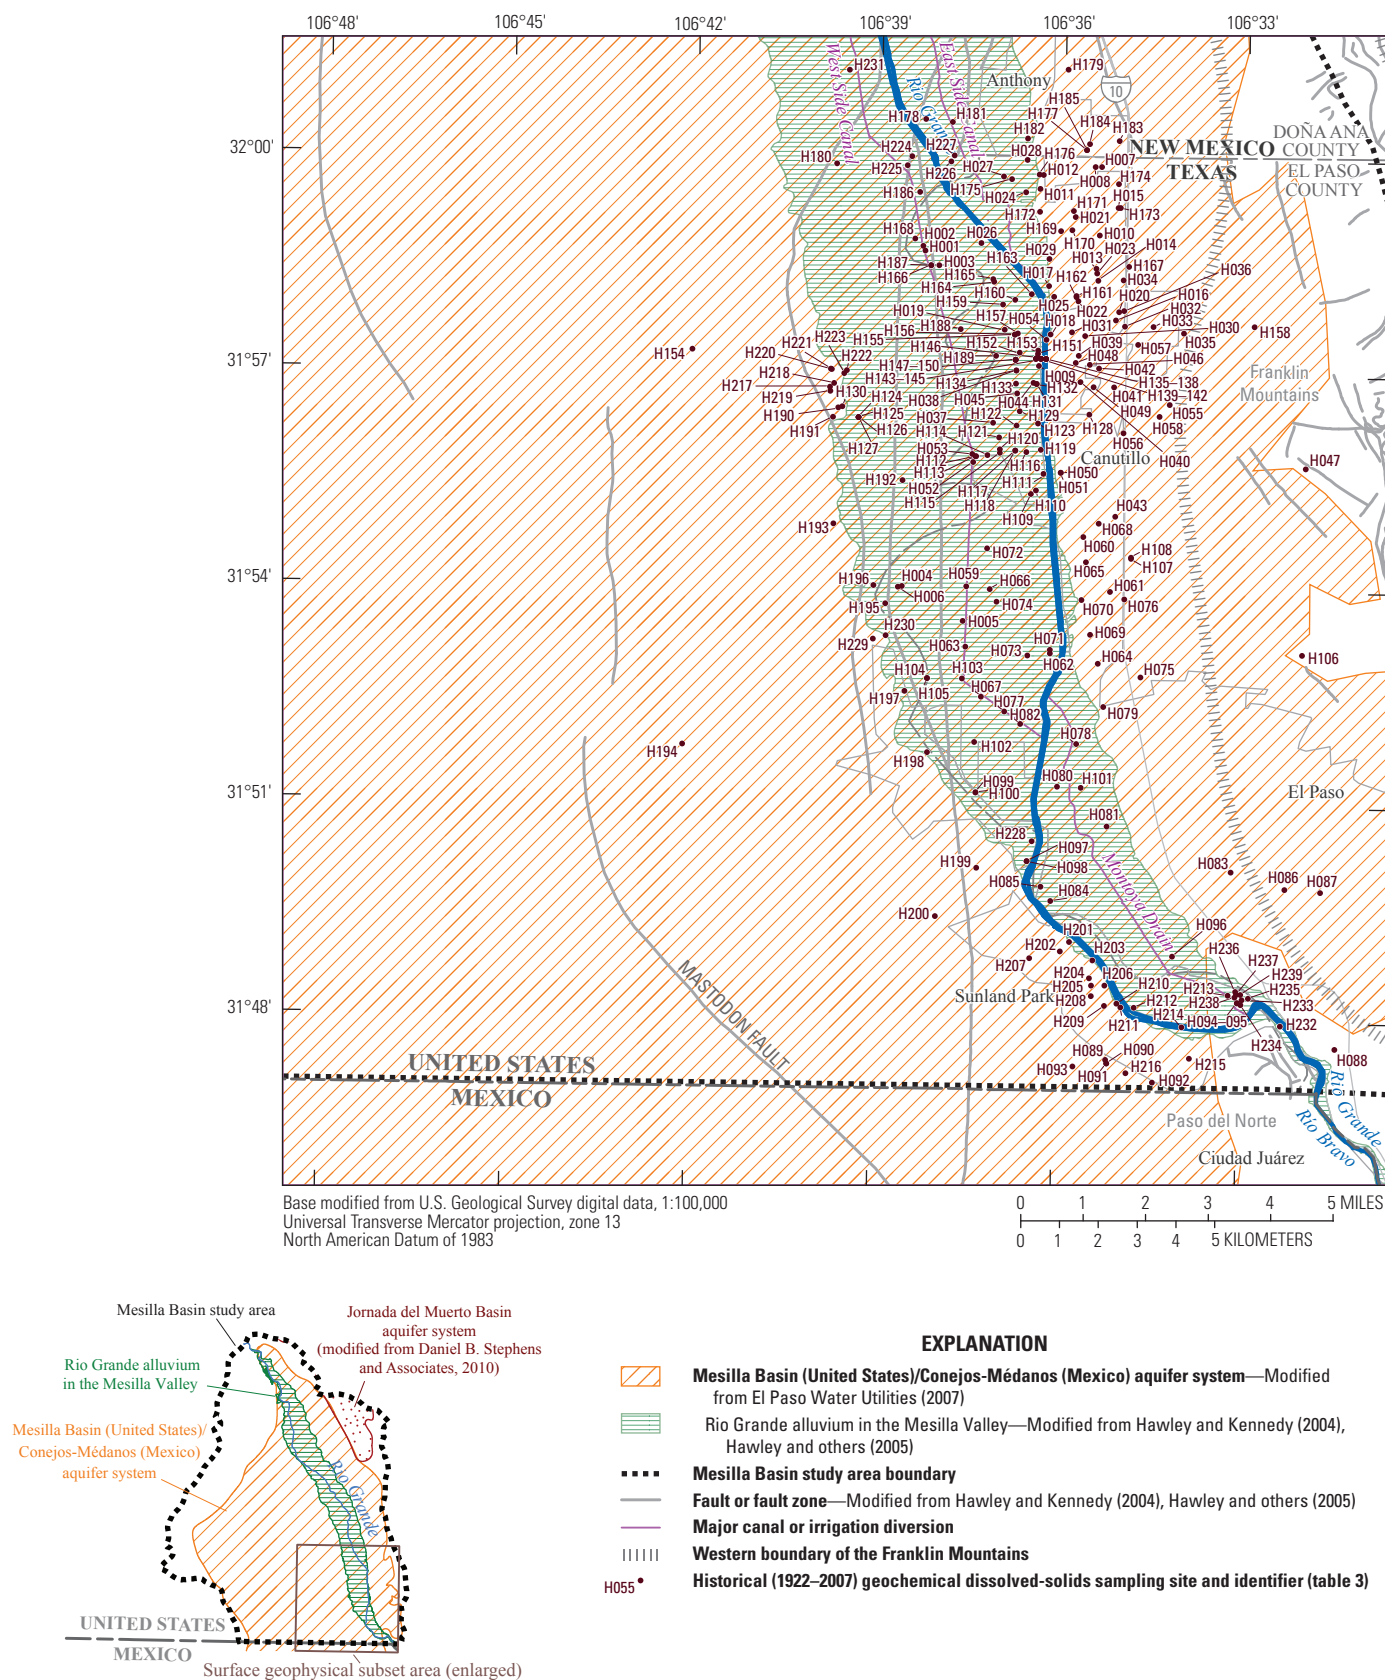 106°48'
106°45'
106°42'
106°39'
106°36'
106°33'
32°00'
31°57'
31°54'
31°51'
31°48'
West Side Canal
East Side Canal
Rio Grande
Anthony
10
NEW MEXICO
TEXAS
DOÑA ANA
COUNTY
EL PASO
COUNTY
H231
H179
H185
H177
H184
H183
H178
H181
H182
H227
H028
H176
H224
H180
H225
H226
H027
H012
H007
H008
H174
H175
H024
H011
H015
H186
H172
H171
H021
H173
H168
H002
H026
H169
H170
H010
H001
H163
H029
H023
H014
H013
H187
H003
H166
H165
H017
H162
H167
H036
H034
H164
H160
H161
H020
H159
H025
H022
H016
H019
H157
H054
H018
H031
H032
H188
H156
H033
H030
H158
H155
H152
H153
H151
H039
H057
H223
H146
H048
H046
H221
H154
H220
H222
H147–150
H189
H042
H218
H143–145
H009
H135–138
H217
H134
H133
H132
H139–142
H219
H130
H124
H038
H045
H131
H041
H044
H049
H055
H190
H125
H037
H122
H129
H058
H191
H126
H114
H121
H123
H128
H127
H053
H120
H056
H112
H119
H040
H113
H116
H192
H052
H117
H111
H050
H115
H118
H051
H109
H110
H047
Canutillo
Franklin
Mountains
H193
H043
H068
H072
H060
H108
H107
H196
H004
H059
H066
H065
H061
H006
H195
H074
H070
H076
H230
H005
H071
H069
H229
H063
H073
H062
H064
H106
H104
H103
H075
H105
H067
H197
H077
H082
H079
H194
H102
H078
H198
H099
H080
H101
H100
El Paso
H081
H228
H097
H199
H098
H083
H085
H084
H086
H087
Montoya Drain
H200
H201
H096
H202
H203
H236
H237
H207
H204
H206
H239
H205
H210
H213
H235
Sunland Park
H208
H212
H238
H233
H209
H214
H094–095
H232
H211
H234
H089
H090
H215
H088
H093
H091
H216
H092
MASTODON FAULT
UNITED STATES
MEXICO
Paso del Norte
Ciudad Juárez
Rio Grande
Río Bravo
Base modified from U.S. Geological Survey digital data, 1:100,000
Universal Transverse Mercator projection, zone 13
North American Datum of 1983
0 1 2 3 4 5 MILES
0 1 2 3 4 5 KILOMETERS
Mesilla Basin study area
Jornada del Muerto Basin
aquifer system
(modified from Daniel B. Stephens
and Associates, 2010)
Rio Grande alluvium
in the Mesilla Valley
Mesilla Basin (United States)/
Conejos-Médanos (Mexico)
aquifer system
Rio Grande
UNITED STATES
MEXICO
Surface geophysical subset area (enlarged)
EXPLANATION
Mesilla Basin (United States)/Conejos-Médanos (Mexico) aquifer system—Modified
from El Paso Water Utilities (2007)
Rio Grande alluvium in the Mesilla Valley—Modified from Hawley and Kennedy (2004),
Hawley and others (2005)
Mesilla Basin study area boundary
Fault or fault zone—Modified from Hawley and Kennedy (2004), Hawley and others (2005)
Major canal or irrigation diversion
Western boundary of the Franklin Mountains
H055 Historical (1922–2007) geochemical dissolved-solids sampling site and identifier (table 3)